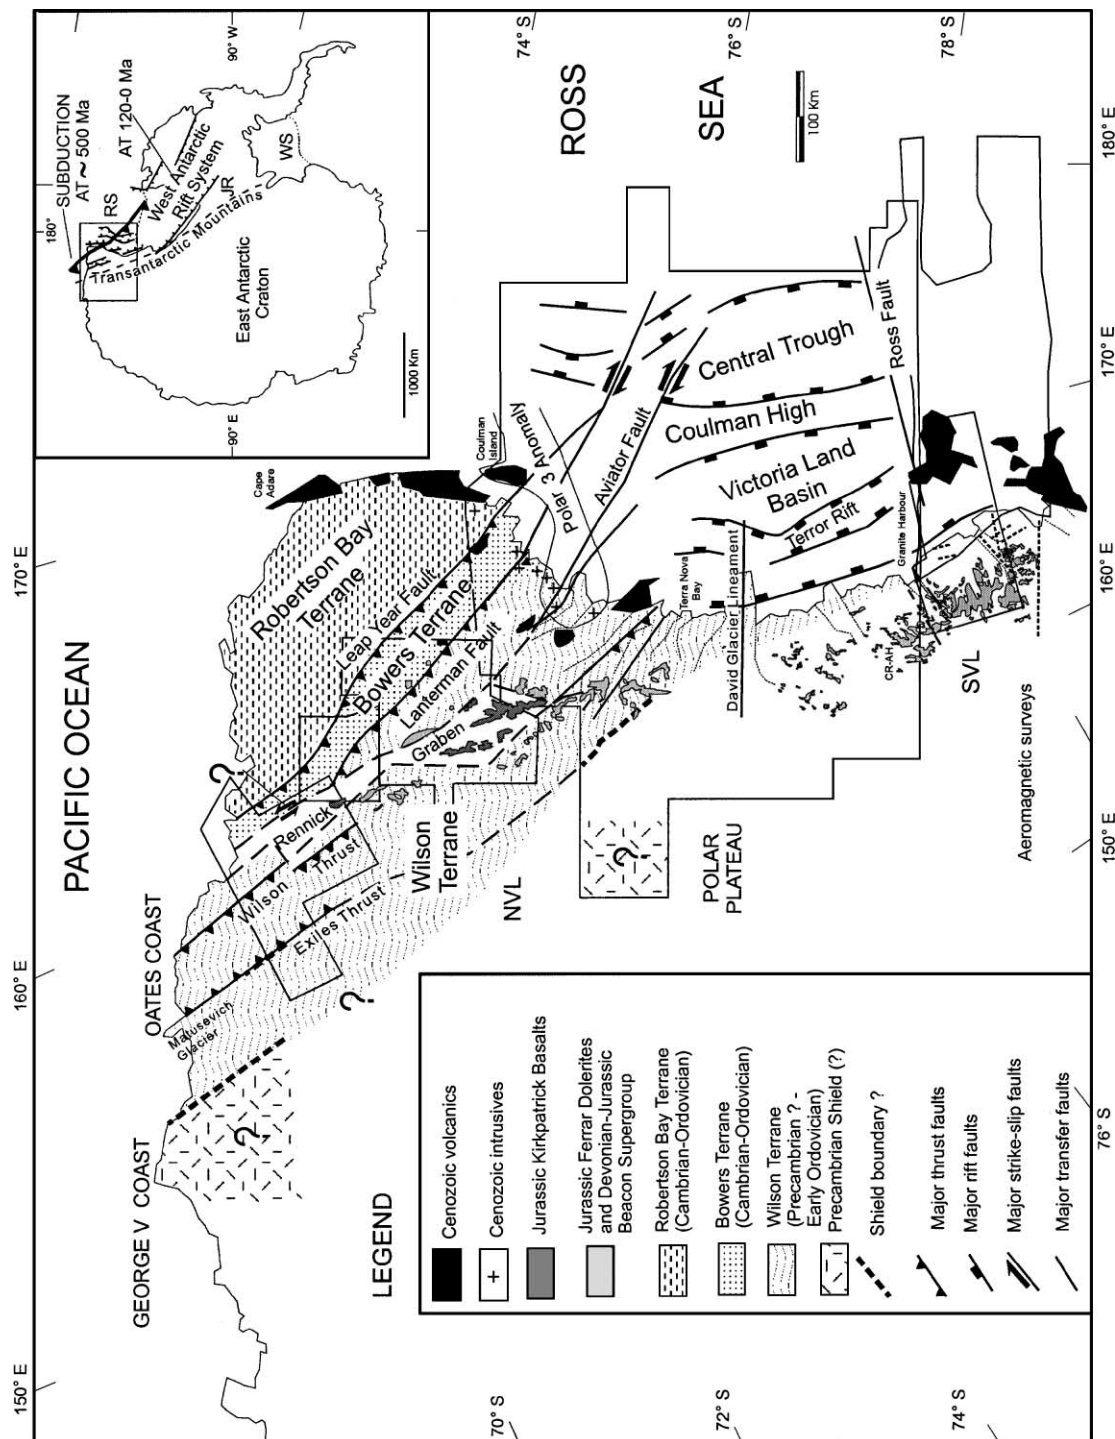 150° E
160° E
170° E
PACIFIC OCEAN
GEORGE V COAST
OATES COAST
Matusevich
Glacier
?
?
?
?
Wilson Thrust
Exiles Thrust
Rennick
Graben
Wilson
Terrane
NVL
Robertson Bay
Terrane
Leap Year Fault
Bowers Terrane
Lanterman Fault
Cape
Adare
Coulman
Island
Polar 3 Anomaly
Aviator Fault
POLAR
PLATEAU
ROSS
SEA
Central Trough
Coulman High
Victoria Land
Basin
Terror Rift
Terra Nova
Bay
David Glacier Lineament
Granite Harbour
Ross Fault
CR-AH
SVL
Aeromagnetic surveys
100 Km
74° S
76° S
78° S
180° E
170° E
160° E
150° E
76° S
70° S
72° S
74° S
SUBDUCTION
AT ~ 500 Ma
AT 120-0 Ma
180°
90° W
90° E
RS
West Antarctic
Rift System
JR
WS
Transantarctic Mountains
East Antarctic
Craton
1000 Km
LEGEND
Cenozoic volcanics
Cenozoic intrusives
Jurassic Kirkpatrick Basalts
Jurassic Ferrar Dolerites
and Devonian-Jurassic
Beacon Supergroup
Robertson Bay Terrane
(Cambrian-Ordovician)
Bowers Terrane
(Cambrian-Ordovician)
Wilson Terrane
(Precambrian ? -
Early Ordovician)
Precambrian Shield (?)
Shield boundary ?
Major thrust faults
Major rift faults
Major strike-slip faults
Major transfer faults